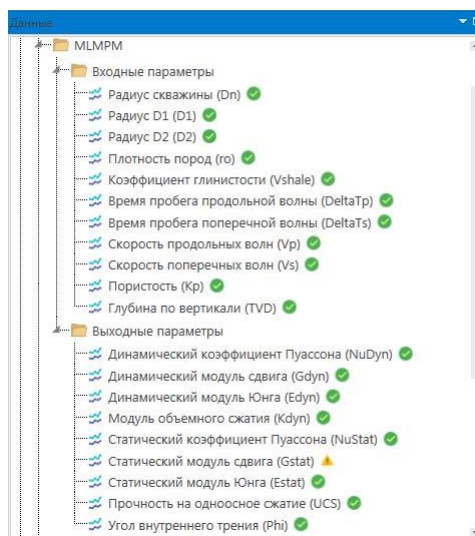 Данные
MLMPM
Входные параметры
Радиус скважины (Dn)
Радиус D1 (D1)
Радиус D2 (D2)
Плотность пород (ro)
Коэффициент глинистости (Vshale)
Время пробега продольной волны (DeltaTp)
Время пробега поперечной волны (DeltaTs)
Скорость продольных волн (Vp)
Скорость поперечных волн (Vs)
Пористость (Kp)
Глубина по вертикали (TVD)
Выходные параметры
Динамический коэффициент Пуассона (NuDyn)
Динамический модуль сдвига (Gdyn)
Динамический модуль Юнга (Edyn)
Модуль объемного сжатия (Kdyn)
Статический коэффициент Пуассона (NuStat)
Статический модуль сдвига (Gstat)
Статический модуль Юнга (Estat)
Прочность на одноосное сжатие (UCS)
Угол внутреннего трения (Phi)